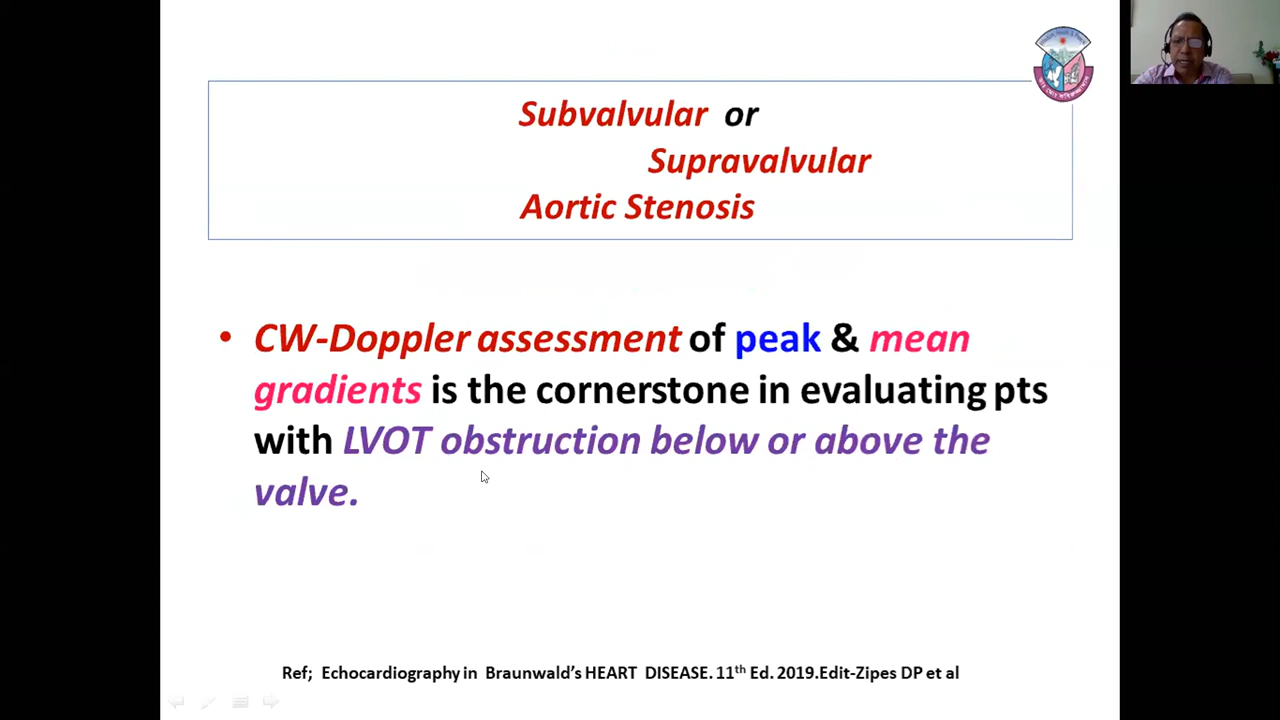 Subvalvular or
Supravalvular
Aortic Stenosis
• CW-Doppler assessment of peak & mean
gradients is the cornerstone in evaluating pts
with LVOT obstruction below or above the
valve.
Ref; Echocardiography in Braunwald's HEART DISEASE. 11th Ed. 2019.Edit-Zipes DP et al